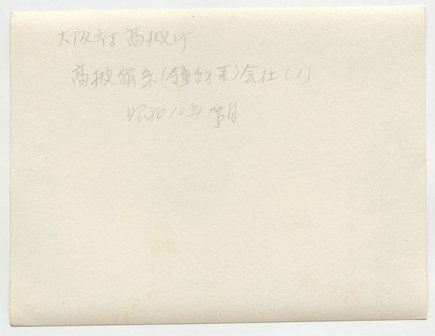 大阪府高槻町
高槻絹糸(鐘紡系)会社(1)
昭和10年 月